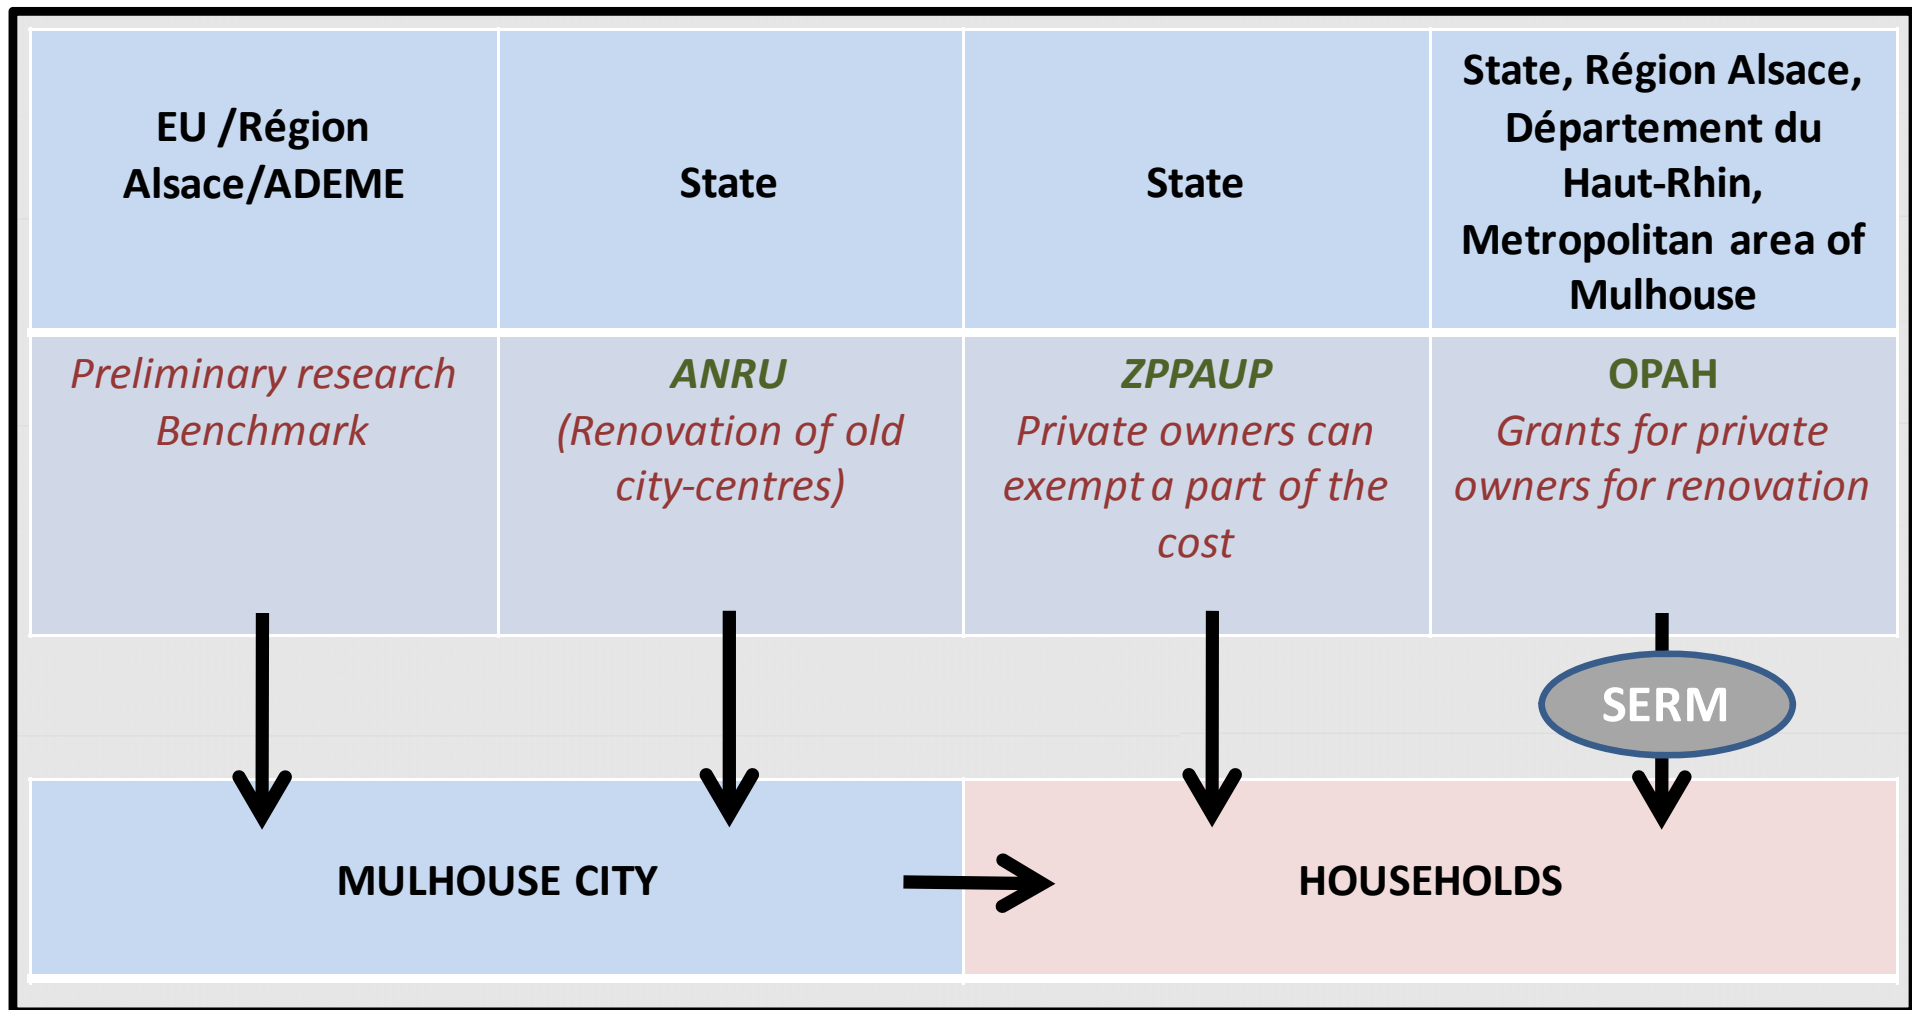 EU /Région
Alsace/ADEME
State
State
State, Région Alsace,
Département du
Haut-Rhin,
Metropolitan area of
Mulhouse
Preliminary research
Benchmark
ANRU
(Renovation of old
city-centres)
ZPPAUP
Private owners can
exempt a part of the
cost
OPAH
Grants for private
owners for renovation
SERM
MULHOUSE CITY
HOUSEHOLDS